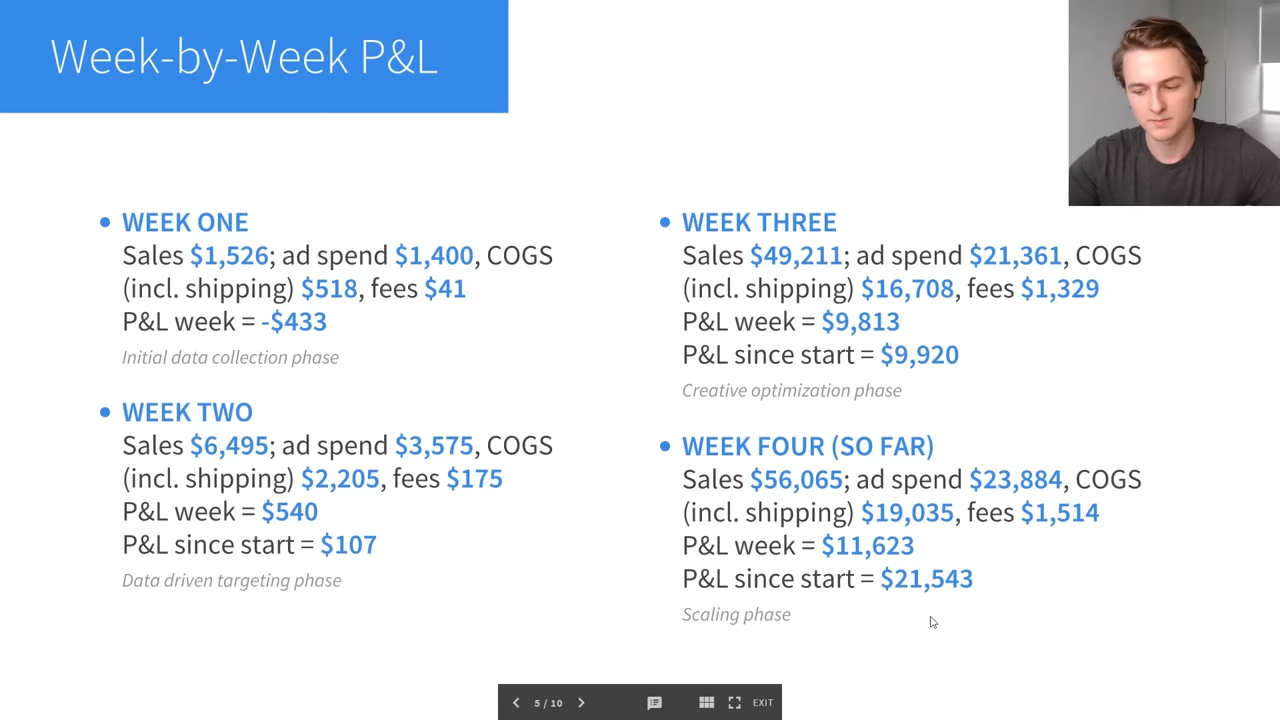 Week-by-Week P&L
WEEK ONE
Sales $1,526; ad spend $1,400, COGS
(incl. shipping) $518, fees $41
P&L week = -$433
Initial data collection phase
WEEK TWO
Sales $6,495; ad spend $3,575, COGS
(incl. shipping) $2,205, fees $175
P&L week = $540
P&L since start = $107
Data driven targeting phase
WEEK THREE
Sales $49,211; ad spend $21,361, COGS
(incl. shipping) $16,708, fees $1,329
P&L week = $9,813
P&L since start = $9,920
Creative optimization phase
WEEK FOUR (SO FAR)
Sales $56,065; ad spend $23,884, COGS
(incl. shipping) $19,035, fees $1,514
P&L week = $11,623
P&L since start = $21,543
Scaling phase
5 / 10 EXIT